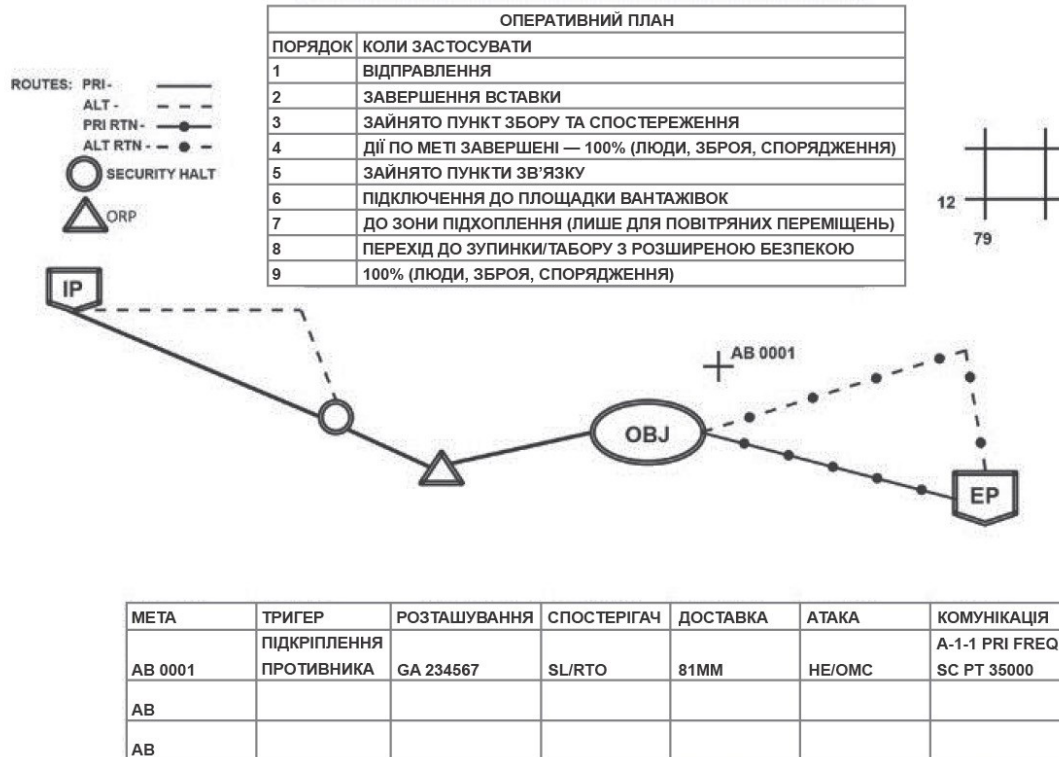 ОПЕРАТИВНИЙ ПЛАН
ПОРЯДОК КОЛИ ЗАСТОСУВАТИ
1 ВІДПРАВЛЕННЯ
2 ЗАВЕРШЕННЯ ВСТАВКИ
3 ЗАЙНЯТО ПУНКТ ЗБОРУ ТА СПОСТЕРЕЖЕННЯ
4 ДІЇ ПО МЕТІ ЗАВЕРШЕНІ — 100% (ЛЮДИ, ЗБРОЯ, СПОРЯДЖЕННЯ)
5 ЗАЙНЯТО ПУНКТИ ЗВ’ЯЗКУ
6 ПІДКЛЮЧЕННЯ ДО ПЛОЩАДКИ ВАНТАЖІВОК
7 ДО ЗОНИ ПІДХОПЛЕННЯ (ЛИШЕ ДЛЯ ПОВІТРЯНИХ ПЕРЕМІЩЕНЬ)
8 ПЕРЕХІД ДО ЗУПИНКИ/ТАБОРУ З РОЗШИРЕНОЮ БЕЗПЕКОЮ
9 100% (ЛЮДИ, ЗБРОЯ, СПОРЯДЖЕННЯ)
ROUTES: PRI-
ALT -
PRI RTN-
ALT RTN -
SECURITY HALT
ORP
12
79
IP
AB 0001
OBJ
EP
МЕТА ТРИГЕР РОЗТАШУВАННЯ СПОСТЕРІГАЧ ДОСТАВКА АТАКА КОМУНІКАЦІЯ
ПІДКРІПЛЕННЯ A-1-1 PRI FREQ
AB 0001 ПРОТИВНИКА GA 234567 SL/RTO 81MM HE/OMC SC PT 35000
AB
AB